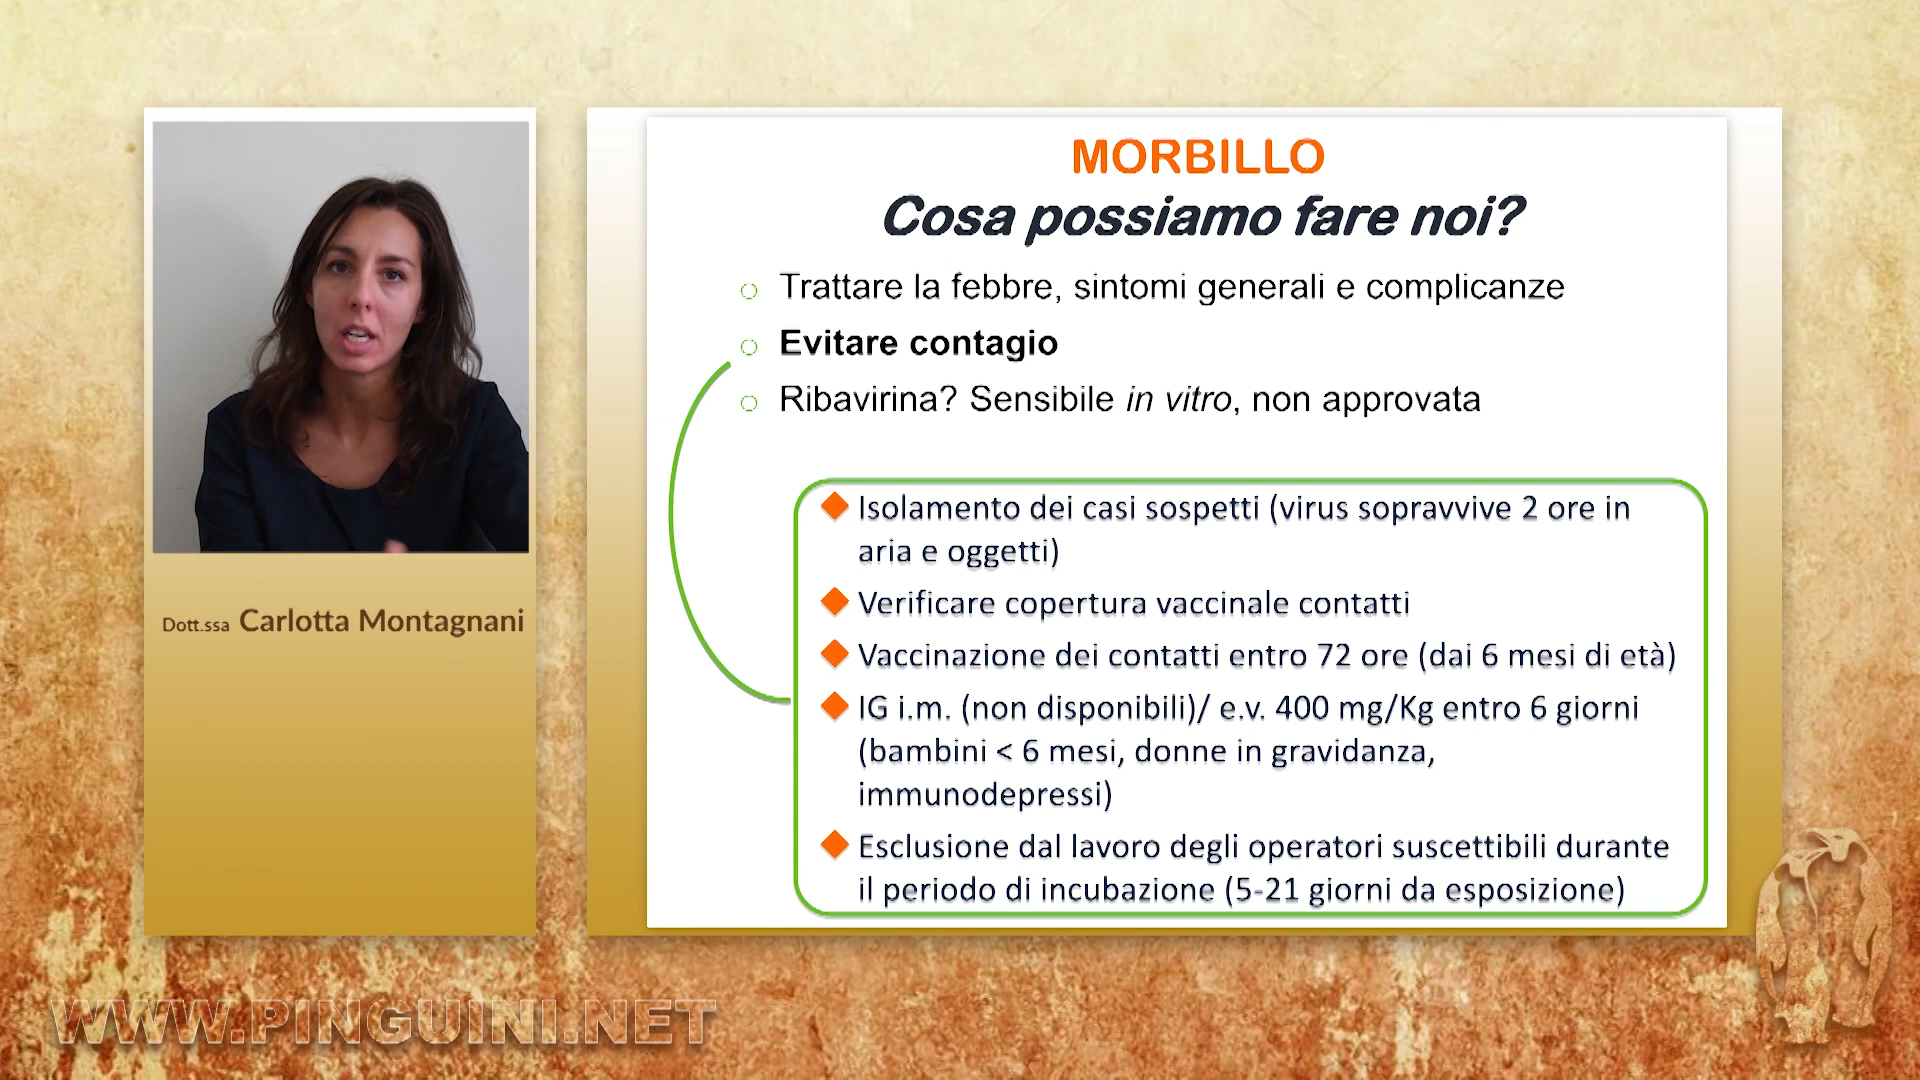 MORBILLO
Cosa possiamo fare noi?
Trattare la febbre, sintomi generali e complicanze
Evitare contagio
Ribavirina? Sensibile in vitro, non approvata
Isolamento dei casi sospetti (virus sopravvive 2 ore in
aria e oggetti)
Verificare copertura vaccinale contatti
Vaccinazione dei contatti entro 72 ore (dai 6 mesi di età)
IG i.m. (non disponibili)/ e.v. 400 mg/Kg entro 6 giorni
(bambini < 6 mesi, donne in gravidanza,
immunodepressi)
Esclusione dal lavoro degli operatori suscettibili durante
il periodo di incubazione (5-21 giorni da esposizione)
Dott.ssa Carlotta Montagnani
WWW.PINGUINI.NET